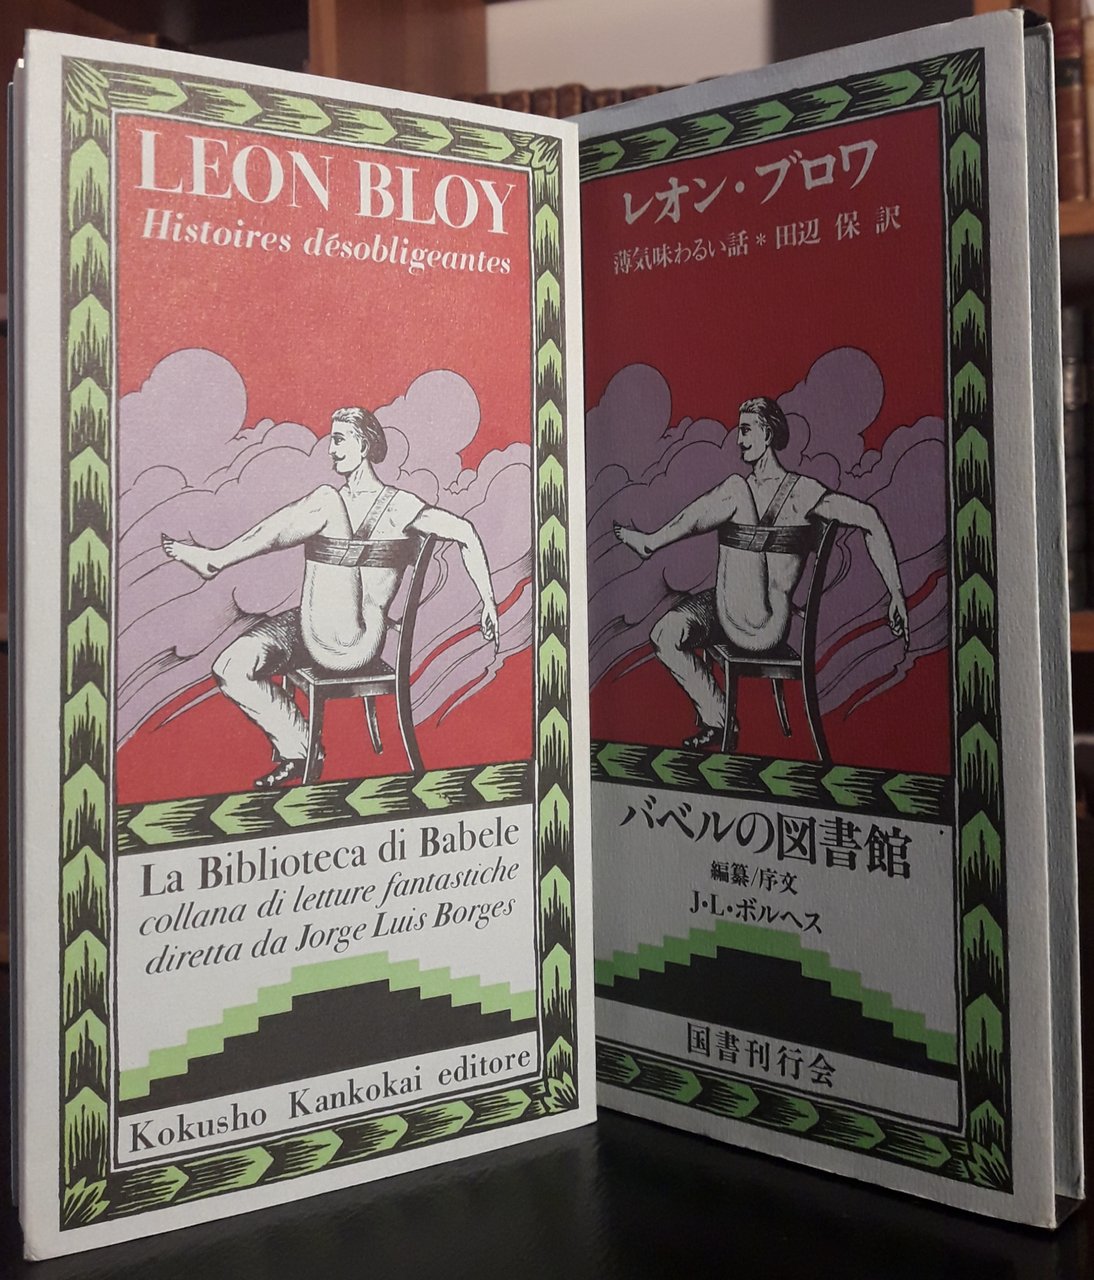 LEON BLOY
Histoires désobligeantes
La Biblioteca di Babele
collana di letture fantastiche
diretta da Jorge Luis Borges
Kokusho Kankokai editore
レオン・ブロワ
薄気味わるい話＊田辺 保 訳
バベルの図書館
編纂/序文
J・L・ボルヘス
国書刊行会